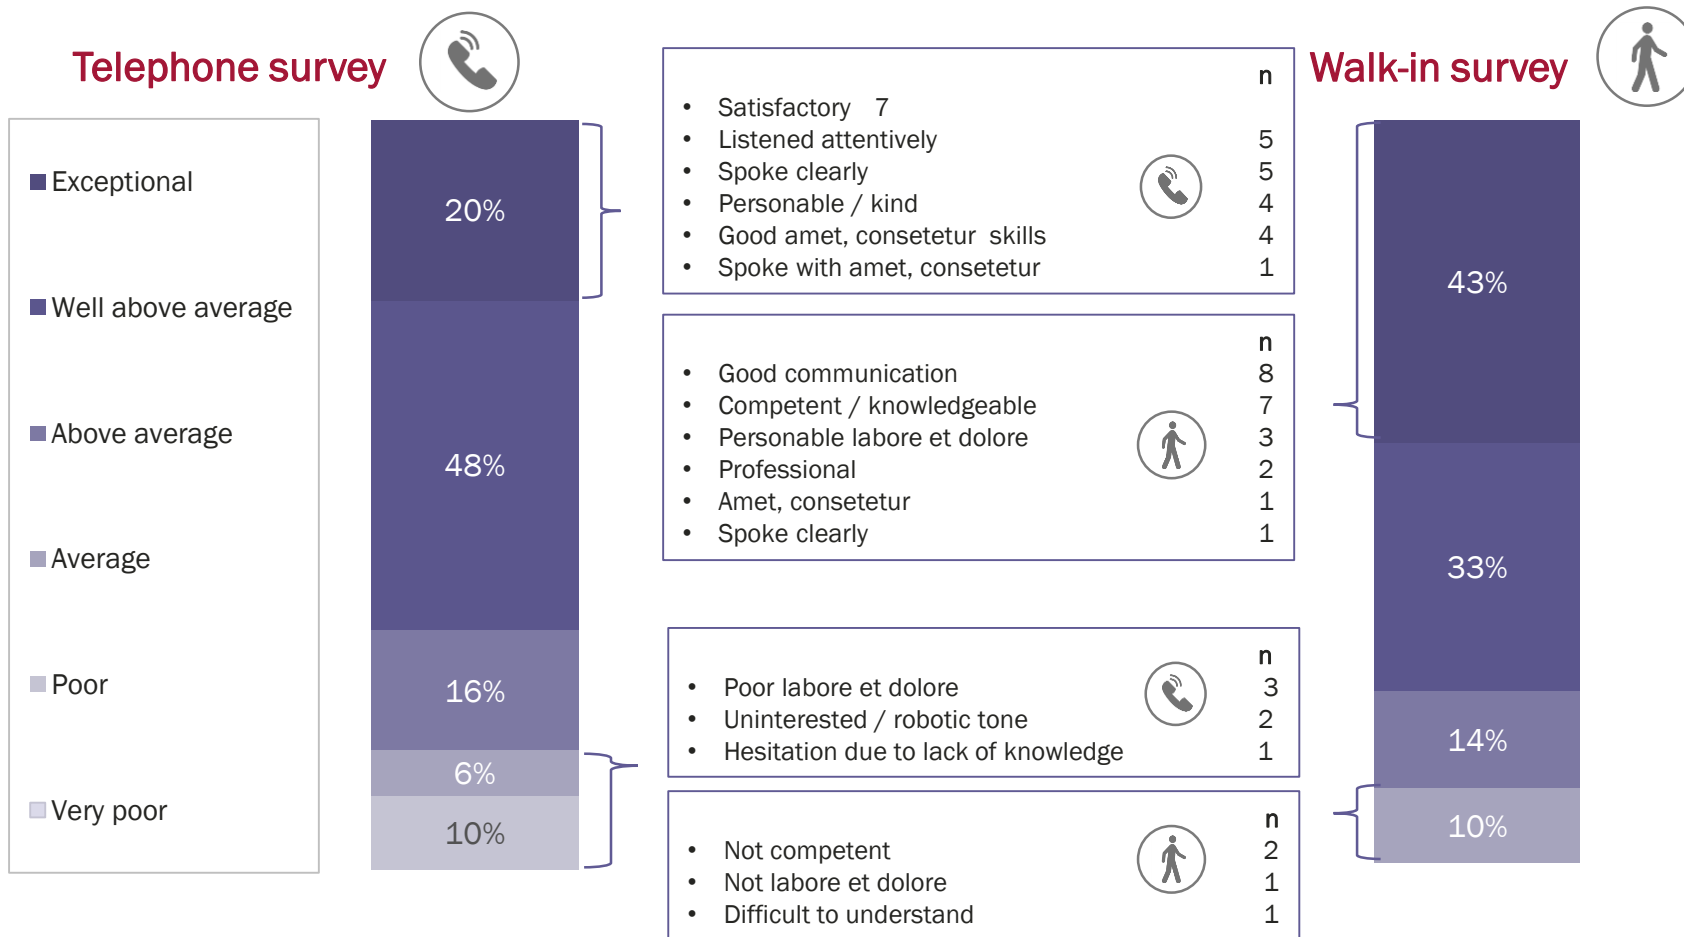 Telephone survey
Exceptional
Well above average
Above average
Average
Poor
Very poor
20%
48%
16%
6%
10%
n
• Satisfactory 7
• Listened attentively 5
• Spoke clearly 5
• Personable / kind 4
• Good amet, consetetur skills 4
• Spoke with amet, consetetur 1
n
• Good communication 8
• Competent / knowledgeable 7
• Personable labore et dolore 3
• Professional 2
• Amet, consetetur 1
• Spoke clearly 1
n
• Poor labore et dolore 3
• Uninterested / robotic tone 2
• Hesitation due to lack of knowledge 1
n
• Not competent 2
• Not labore et dolore 1
• Difficult to understand 1
Walk-in survey
43%
33%
14%
10%